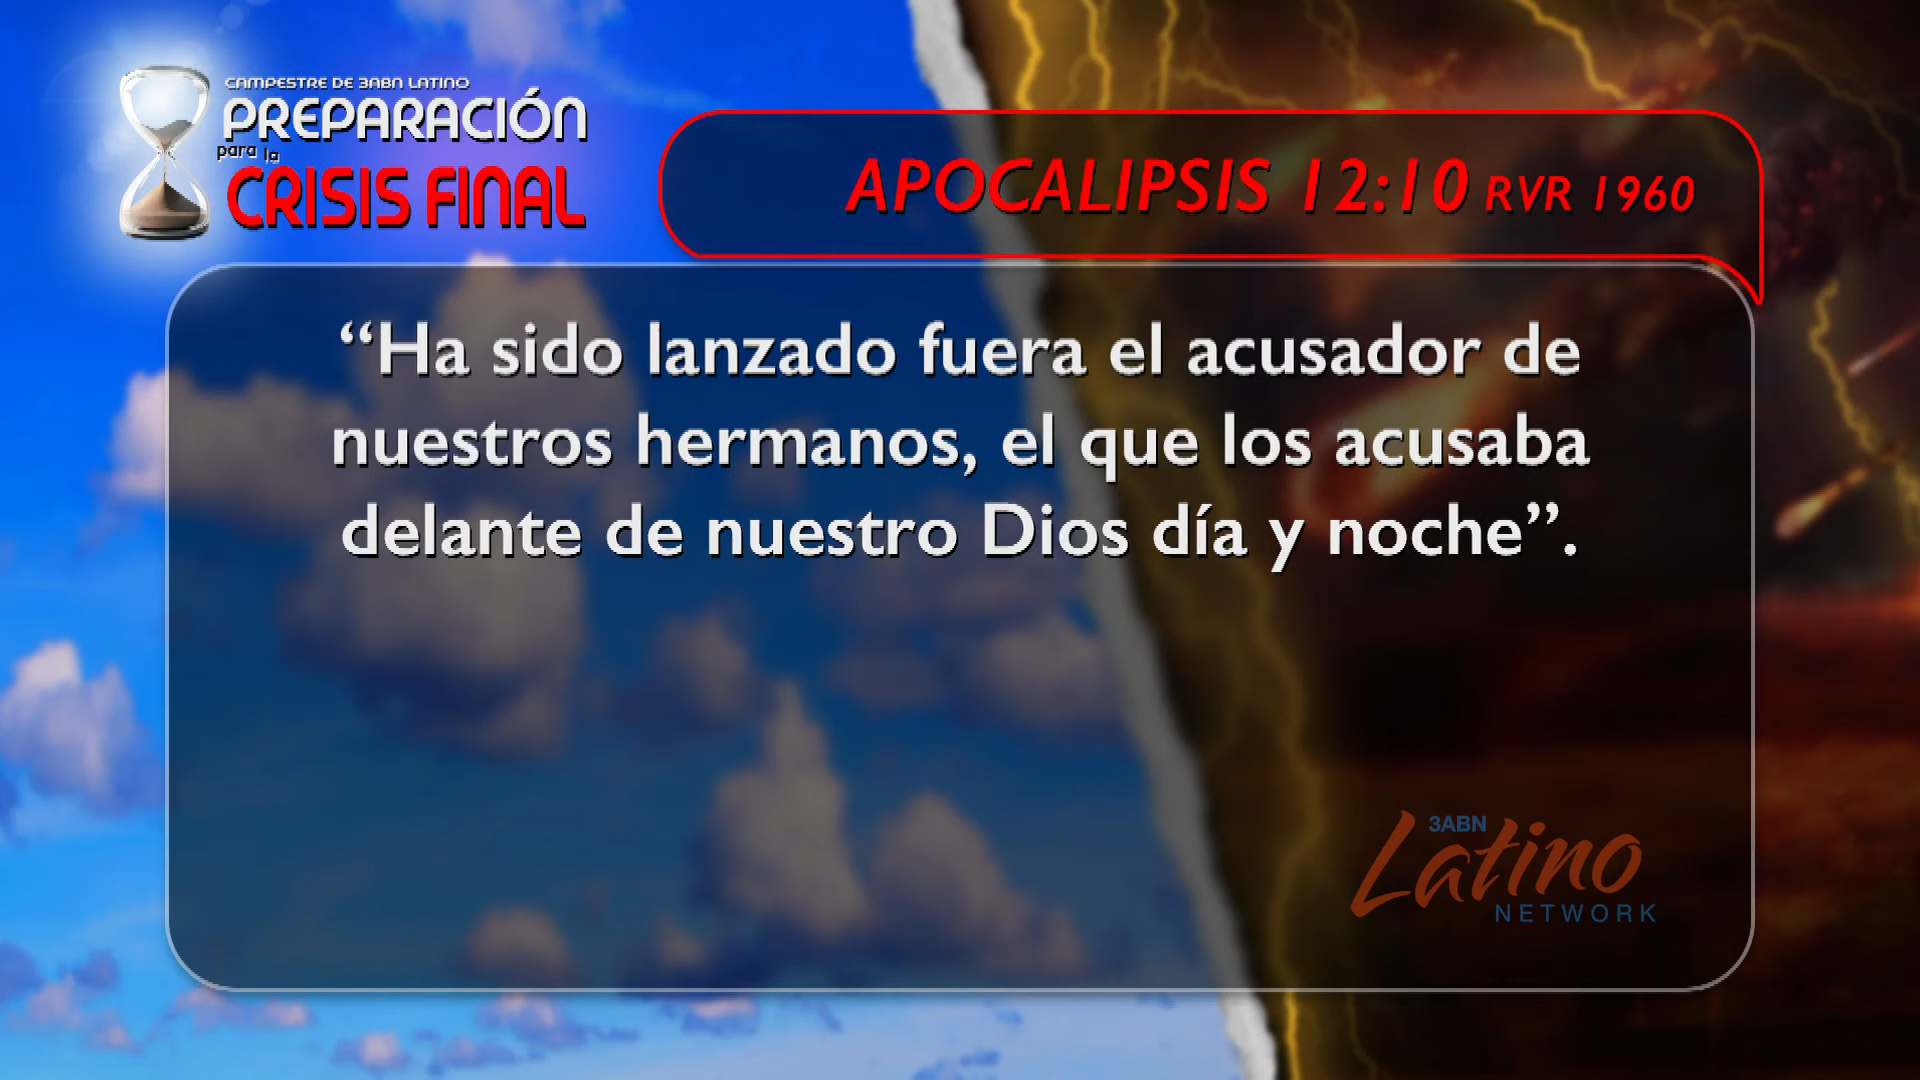 CAMPESTRE DE 3ABN LATINO
PREPARACIÓN
para la
CRISIS FINAL
APOCALIPSIS 12:10 RVR 1960
“Ha sido lanzado fuera el acusador de
nuestros hermanos, el que los acusaba
delante de nuestro Dios día y noche”.
3ABN
Latino
NETWORK